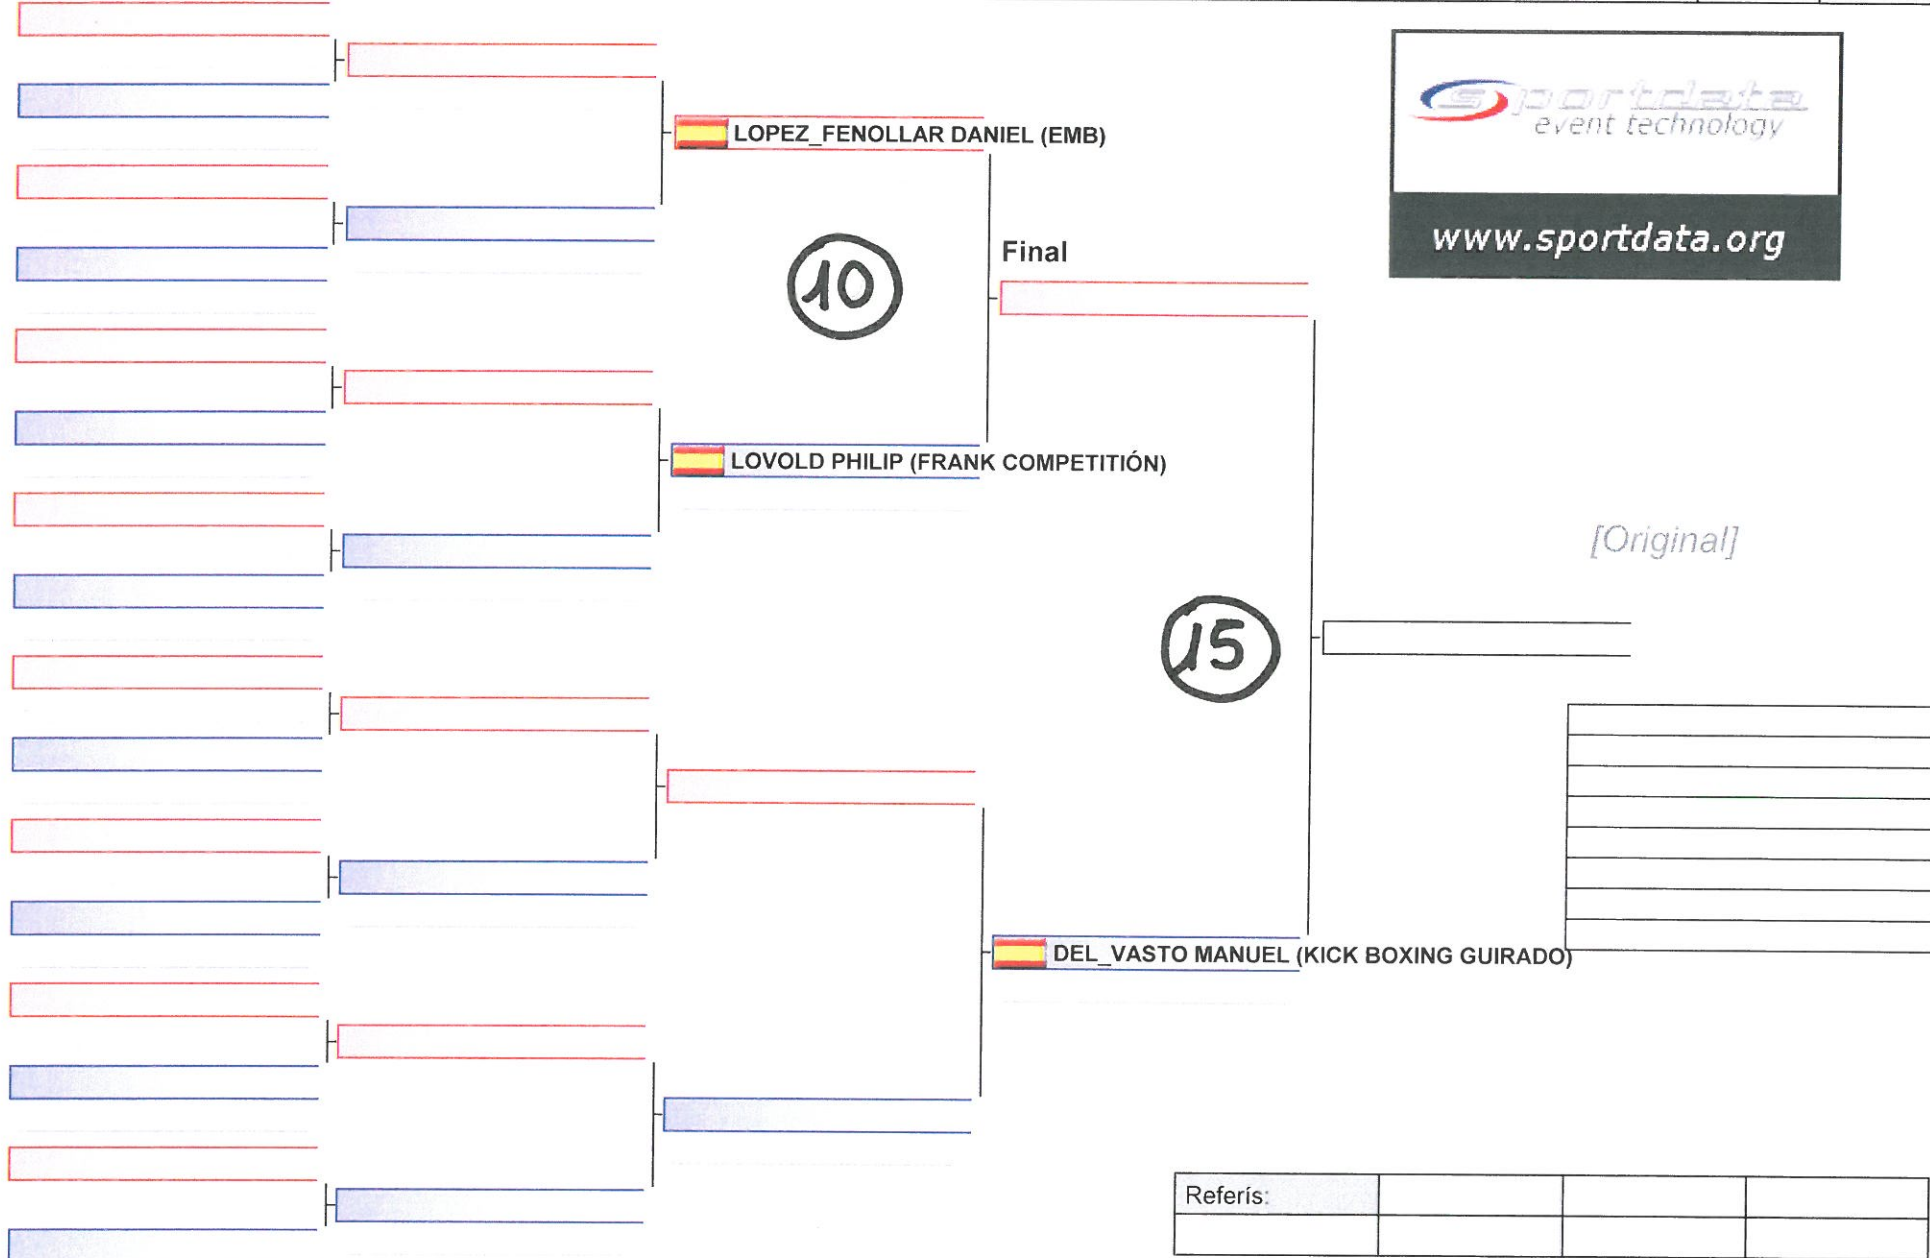 sportdata
event technology
www.sportdata.org
LOPEZ_FENOLLAR DANIEL (EMB)
10
Final
LOVOLD PHILIP (FRANK COMPETITIÓN)
[Original]
15
DEL_VASTO MANUEL (KICK BOXING GUIRADO)
Referís: